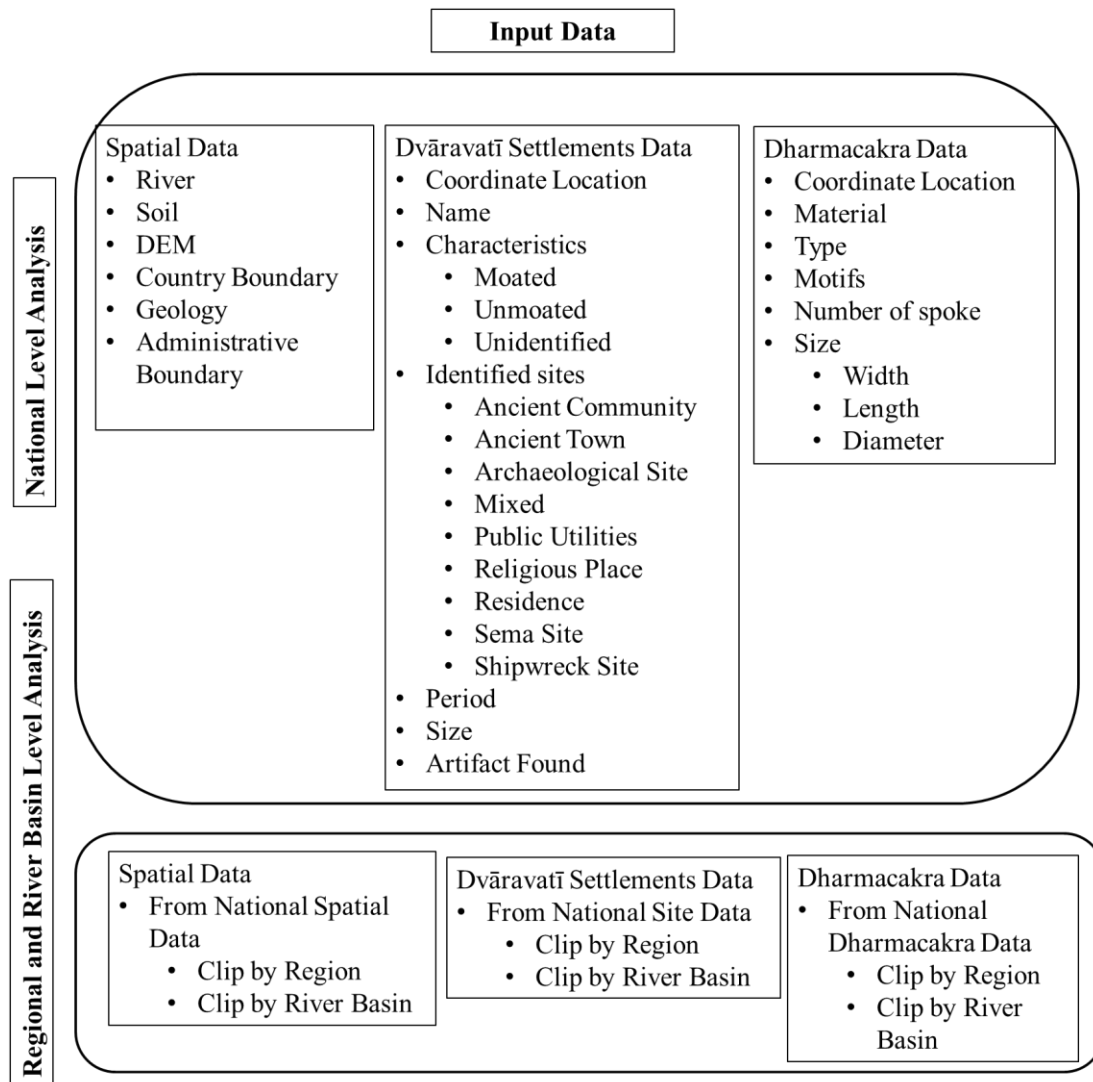 Input Data
National Level Analysis
Spatial Data
• River
• Soil
• DEM
• Country Boundary
• Geology
• Administrative
Boundary
Dvāravatī Settlements Data
• Coordinate Location
• Name
• Characteristics
• Moated
• Unmoated
• Unidentified
• Identified sites
• Ancient Community
• Ancient Town
• Archaeological Site
• Mixed
• Public Utilities
• Religious Place
• Residence
• Sema Site
• Shipwreck Site
• Period
• Size
• Artifact Found
Dharmacakra Data
• Coordinate Location
• Material
• Type
• Motifs
• Number of spoke
• Size
• Width
• Length
• Diameter
Regional and River Basin Level Analysis
Spatial Data
• From National Spatial
Data
• Clip by Region
• Clip by River Basin
Dvāravatī Settlements Data
• From National Site Data
• Clip by Region
• Clip by River Basin
Dharmacakra Data
• From National
Dharmacakra Data
• Clip by Region
• Clip by River
Basin